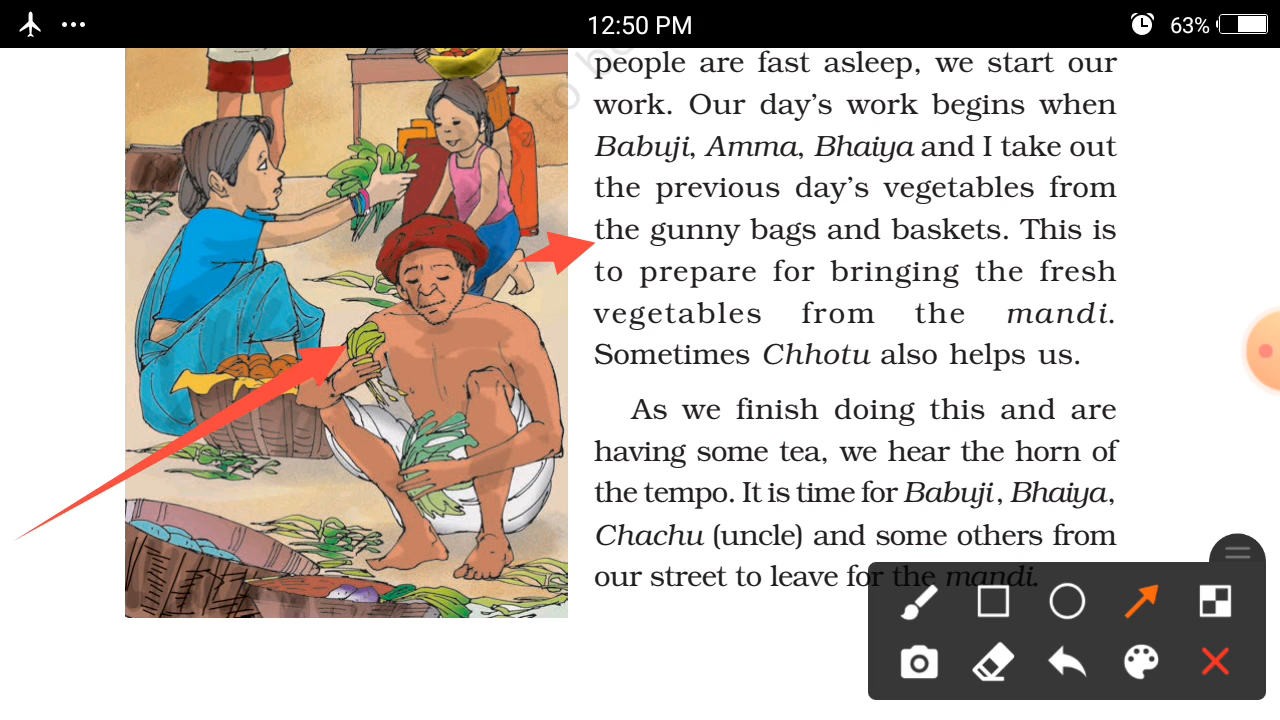 12:50 PM
63%
to b
people are fast asleep, we start our
work. Our day's work begins when
Babuji, Amma, Bhaiya and I take out
the previous day's vegetables from
the gunny bags and baskets. This is
to prepare for bringing the fresh
vegetables from the mandi.
Sometimes Chhotu also helps us.
As we finish doing this and are
having some tea, we hear the horn of
the tempo. It is time for Babuji, Bhaiya,
Chachu (uncle) and some others from
our street to leave for the mandi.